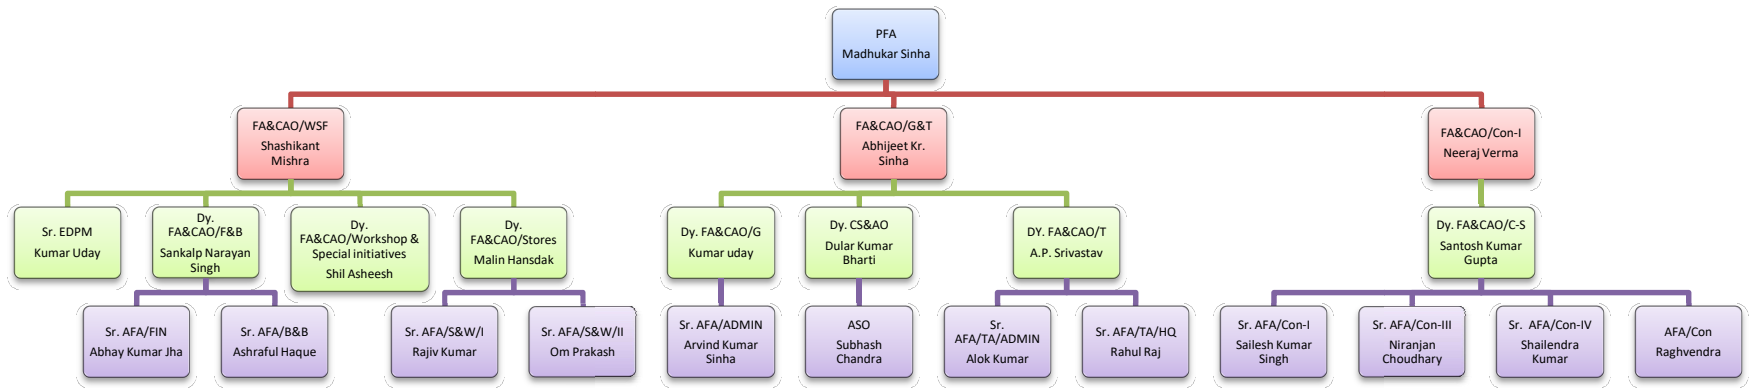 PFA
Madhukar Sinha
FA&CAO/WSF
Shashikant
Mishra
FA&CAO/G&T
Abhijeet Kr.
Sinha
FA&CAO/Con-I
Neeraj Verma
Sr. EDPM
Kumar Uday
Dy.
FA&CAO/F&B
Sankalp Narayan
Singh
Dy.
FA&CAO/Workshop &
Special initiatives
Shil Asheesh
Dy.
FA&CAO/Stores
Malin Hansdak
Dy. FA&CAO/G
Kumar uday
Dy. CS&AO
Dular Kumar
Bharti
DY. FA&CAO/T
A.P. Srivastav
Dy. FA&CAO/C-S
Santosh Kumar
Gupta
Sr. AFA/FIN
Abhay Kumar Jha
Sr. AFA/B&B
Ashraful Haque
Sr. AFA/S&W/I
Rajiv Kumar
Sr. AFA/S&W/II
Om Prakash
Sr. AFA/ADMIN
Arvind Kumar
Sinha
ASO
Subhash
Chandra
Sr.
AFA/TA/ADMIN
Alok Kumar
Sr. AFA/TA/HQ
Rahul Raj
Sr. AFA/Con-I
Sailesh Kumar
Singh
Sr. AFA/Con-III
Niranjan
Choudhary
Sr. AFA/Con-IV
Shailendra
Kumar
AFA/Con
Raghvendra